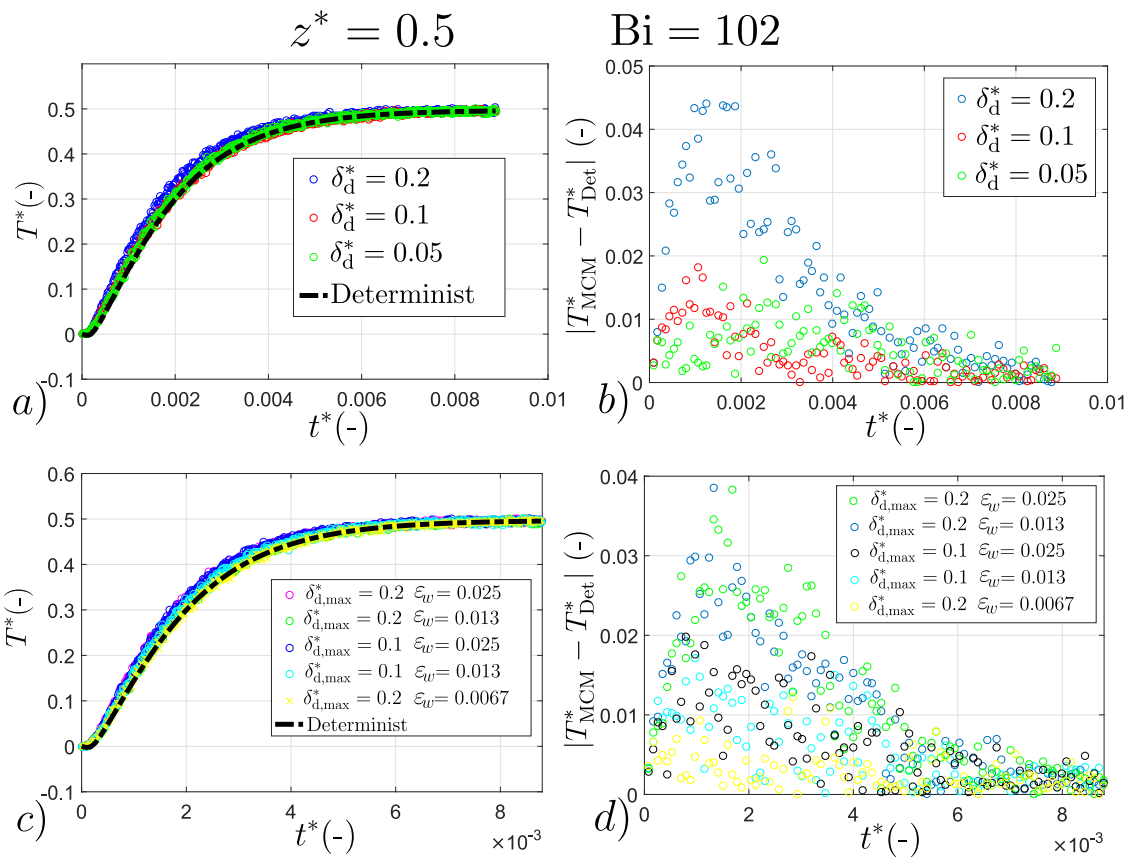 z* = 0.5
Bi = 102
0.6
0.5
0.4
0.3
0.2
0.1
0
-0.1
T*(-)
δ*d = 0.2
δ*d = 0.1
δ*d = 0.05
Determinist
0
0.002
0.004
0.006
0.008
0.01
t*(-)
a)
0.05
0.04
0.03
0.02
0.01
0
|T*MCM − T*Det| (-)
δ*d = 0.2
δ*d = 0.1
δ*d = 0.05
0
0.002
0.004
0.006
0.008
0.01
t*(-)
b)
0.6
0.5
0.4
0.3
0.2
0.1
0
-0.1
T*(-)
δ*d,max = 0.2 εw = 0.025
δ*d,max = 0.2 εw = 0.013
δ*d,max = 0.1 εw = 0.025
δ*d,max = 0.1 εw = 0.013
δ*d,max = 0.2 εw = 0.0067
Determinist
0
2
4
6
8
×10⁻³
t*(-)
c)
0.04
0.03
0.02
0.01
0
|T*MCM − T*Det| (-)
δ*d,max = 0.2 εw = 0.025
δ*d,max = 0.2 εw = 0.013
δ*d,max = 0.1 εw = 0.025
δ*d,max = 0.1 εw = 0.013
δ*d,max = 0.2 εw = 0.0067
0
2
4
6
8
×10⁻³
t*(-)
d)